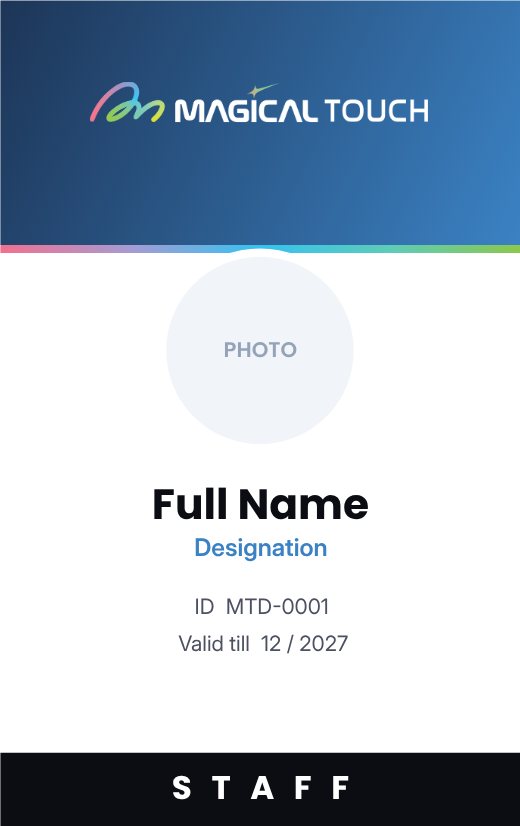 MAGICAL TOUCH
PHOTO
Full Name
Designation
ID MTD-0001
Valid till 12 / 2027
STAFF